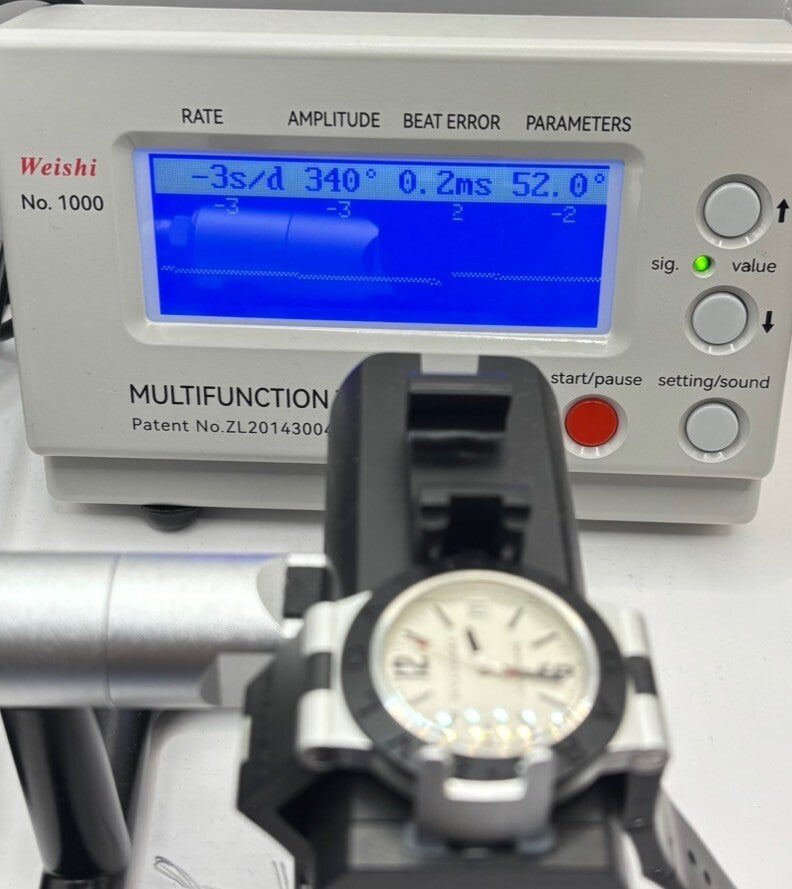 RATE AMPLITUDE BEAT ERROR PARAMETERS
Weishi
No. 1000
-3s/d 340° 0.2ms 52.0°
-3 -3 2 -2
sig. value
start/pause setting/sound
MULTIFUNCTION
Patent No.ZL20143004
12